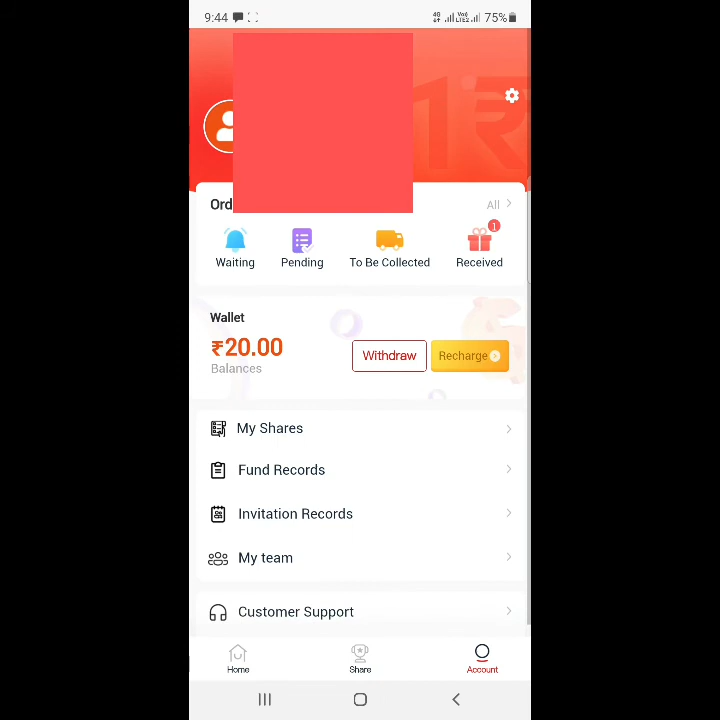 9:44 75%
1₹
Ord All
1
Waiting Pending To Be Collected Received
Wallet
₹20.00
Balances
Withdraw Recharge
My Shares
Fund Records
Invitation Records
My team
Customer Support
Home Share Account